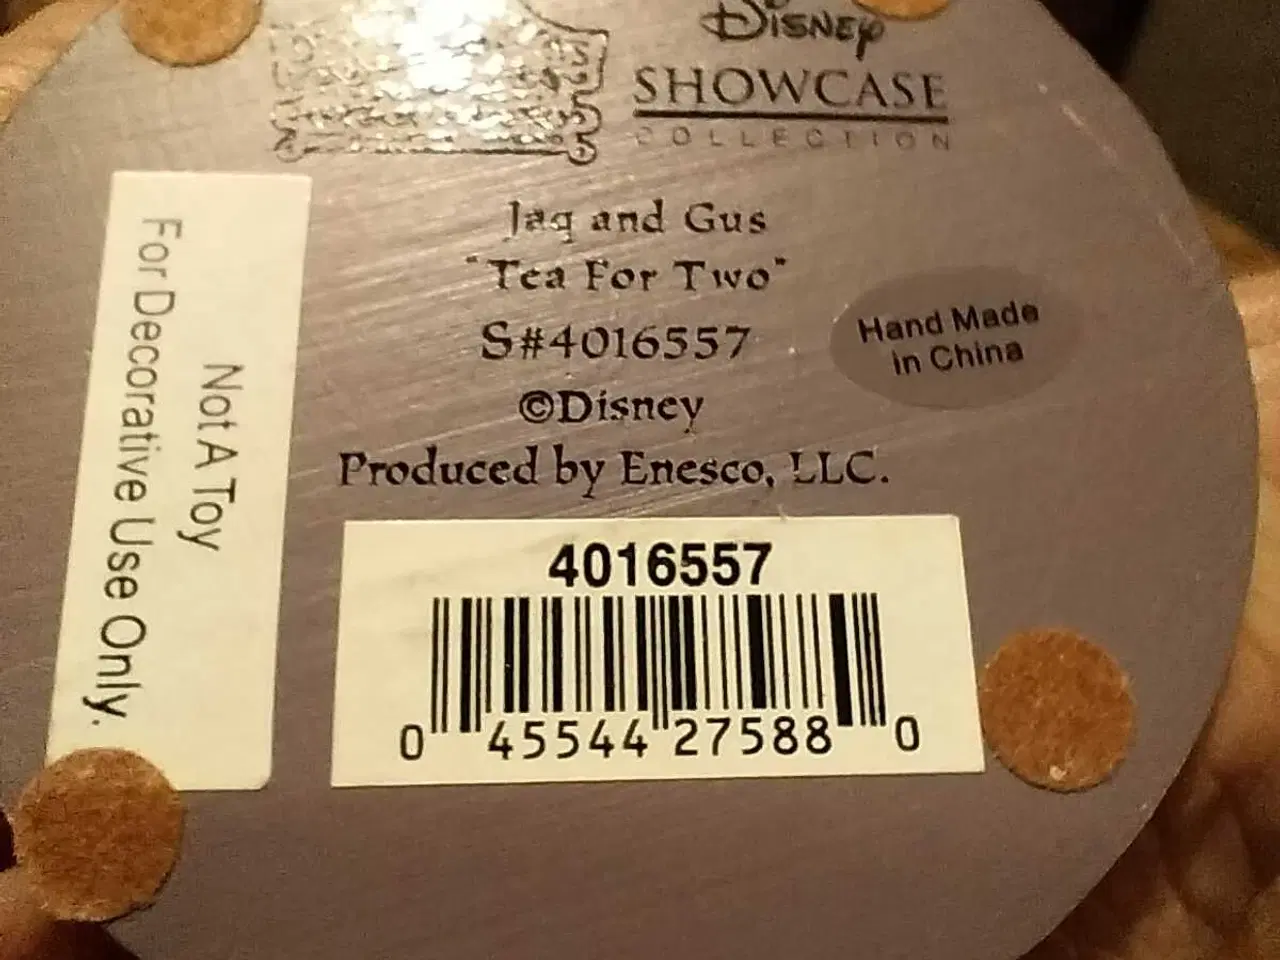 Disney
SHOWCASE
COLLECTION
Jaq and Gus
"Tea For Two"
S#4016557
©Disney
Produced by Enesco, LLC.
Hand Made
in China
Not A Toy
For Decorative Use Only.
4016557
0 45544 27588 0